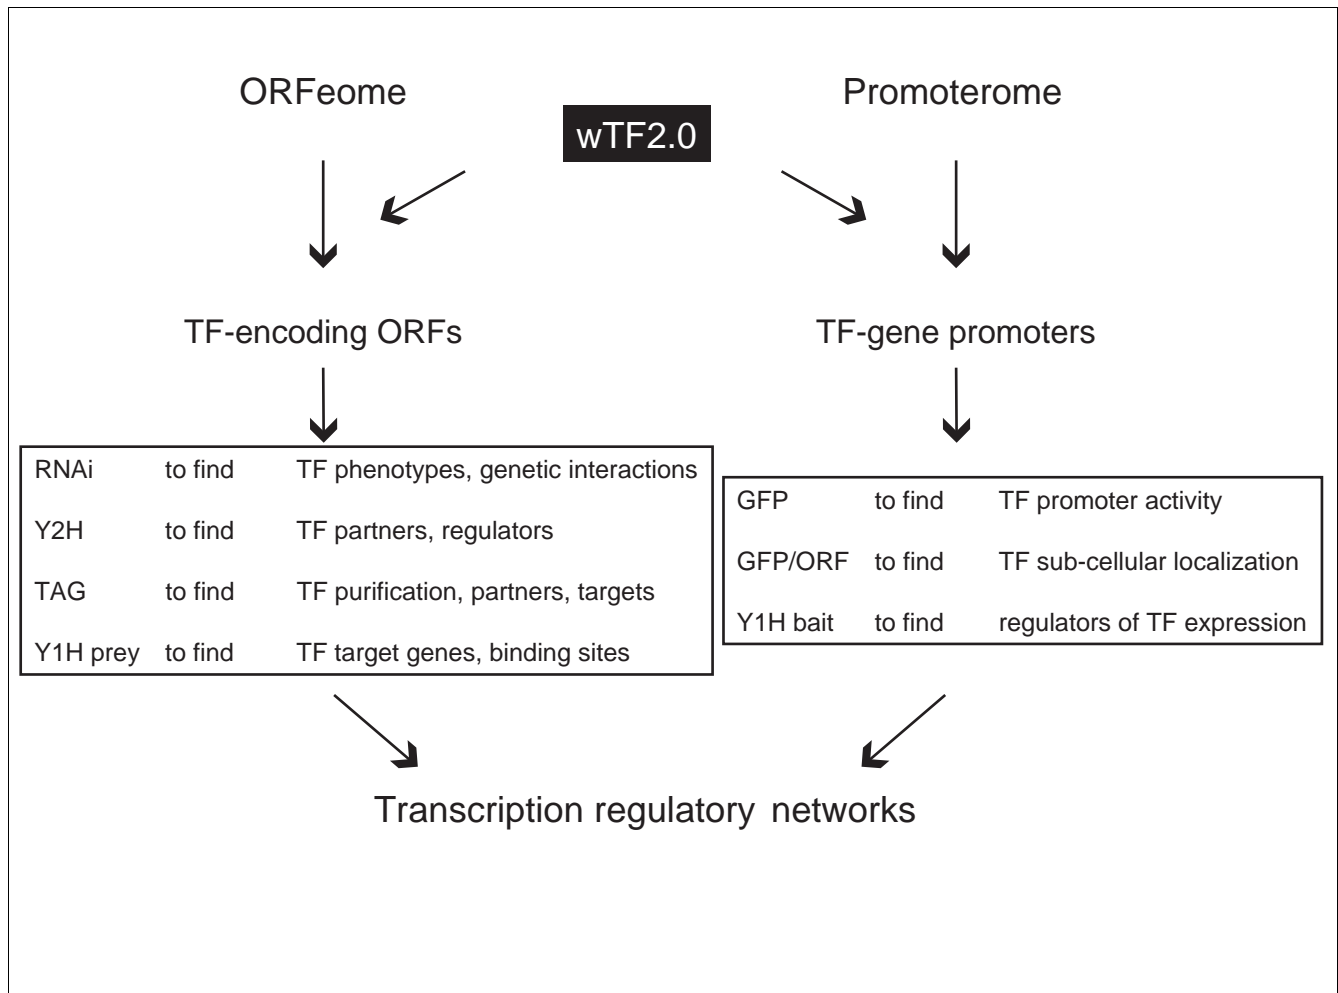 ORFeome
Promoterome
wTF2.0
TF-encoding ORFs
TF-gene promoters
RNAi to find TF phenotypes, genetic interactions
Y2H to find TF partners, regulators
TAG to find TF purification, partners, targets
Y1H prey to find TF target genes, binding sites
GFP to find TF promoter activity
GFP/ORF to find TF sub-cellular localization
Y1H bait to find regulators of TF expression
Transcription regulatory networks